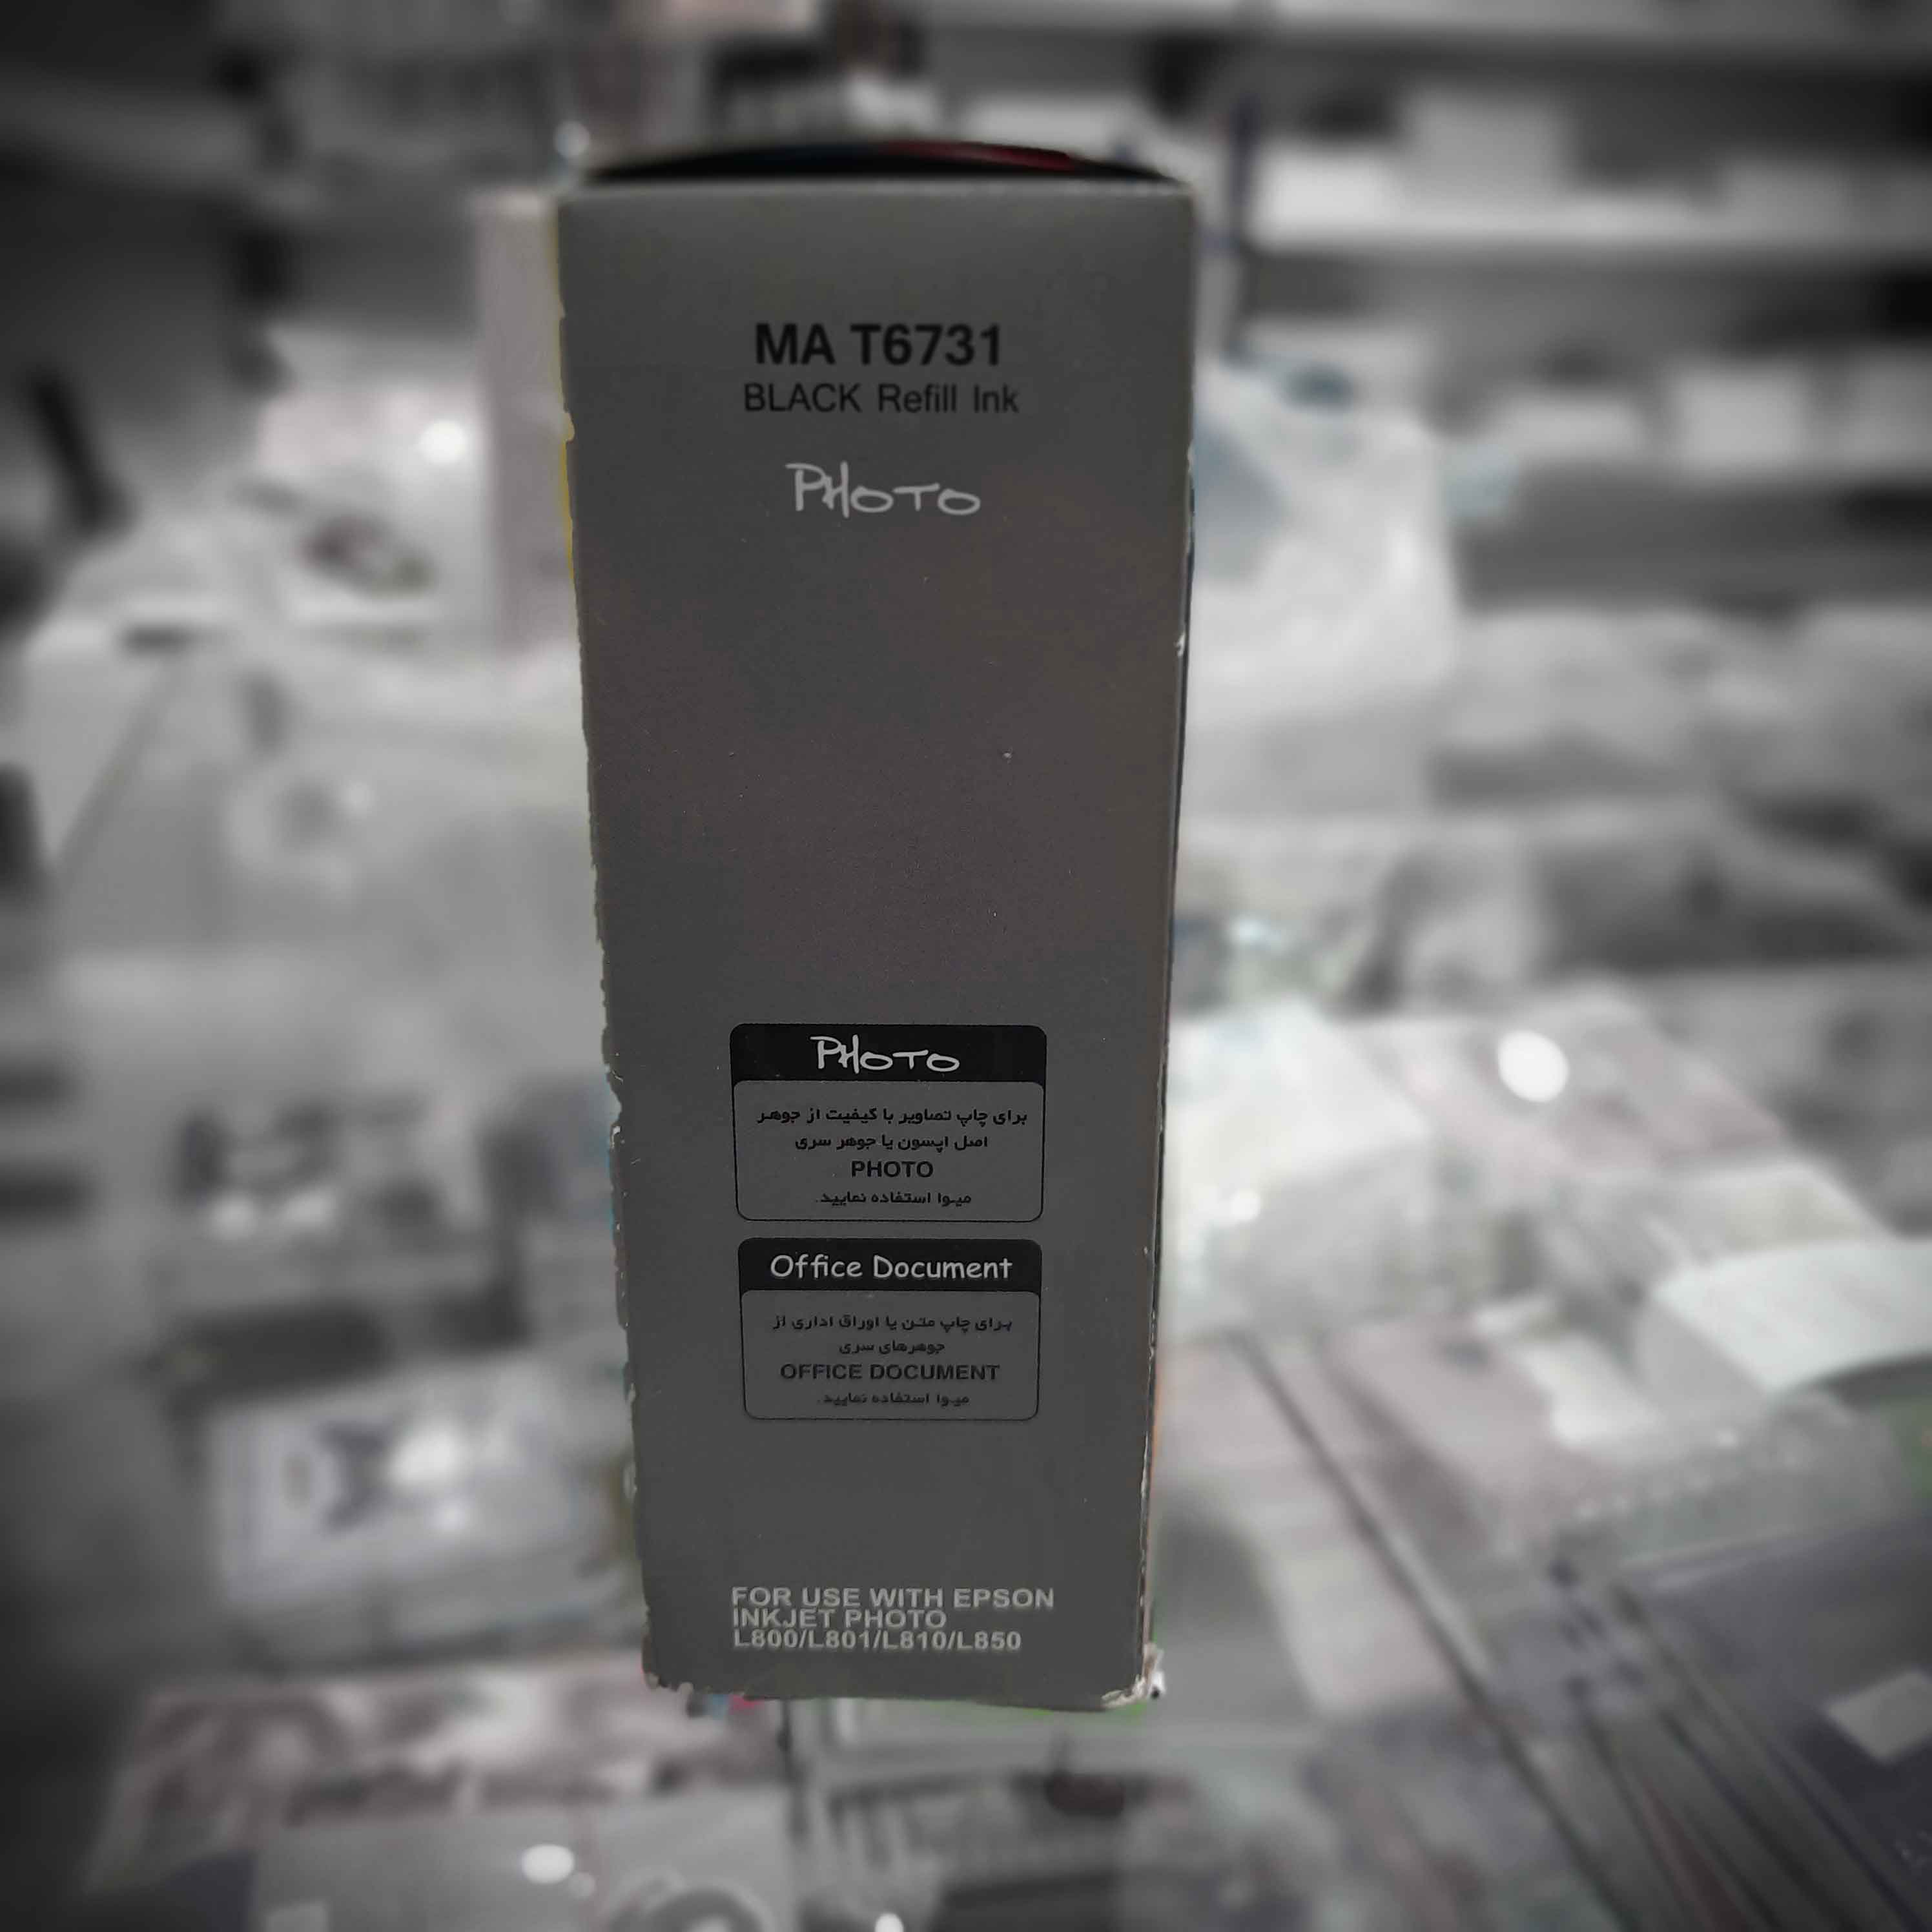 MA T6731
BLACK Refill Ink
PHOTO
PHOTO
برای چاپ تصاویر با کیفیت از جوهر
اصل اپسون یا جوهر سری
PHOTO
میوا استفاده نمایید.
Office Document
برای چاپ متن یا اوراق اداری از
جوهرهای سری
OFFICE DOCUMENT
میوا استفاده نمایید.
FOR USE WITH EPSON
INKJET PHOTO
L800/L801/L810/L850